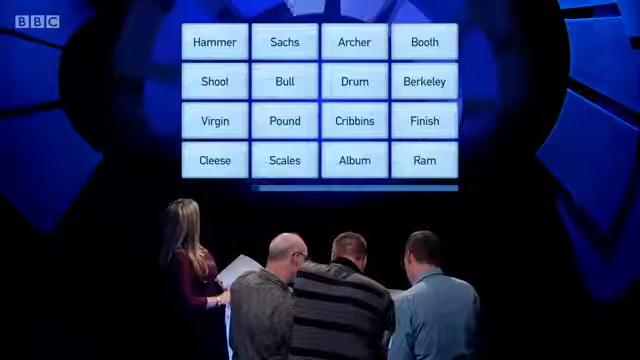 BBC
Hammer Sachs Archer Booth
Shoot Bull Drum Berkeley
Virgin Pound Cribbins Finish
Cleese Scales Album Ram